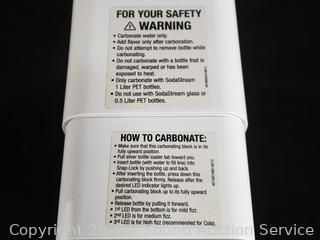 FOR YOUR SAFETY
⚠ WARNING
• Carbonate water only.
• Add flavor only after carbonation.
• Do not attempt to remove bottle while
carbonating.
• Do not carbonate with a bottle that is
damaged, warped or has been
exposed to heat.
• Only carbonate with SodaStream
1 Liter PET bottles.
• Do not use with SodaStream glass or
0.5 Liter PET bottles.
HOW TO CARBONATE:
• Make sure that this carbonating block is in its
fully upward position.
• Pull silver bottle loader tab toward you.
• Insert bottle (with water to fill line) into
Snap-Lock by pushing up and back.
• After inserting the bottle, press down this
carbonating block firmly. Release after the
desired LED indicator lights up.
• Pull carbonating block up to its fully upward
position.
• Release bottle by pulling it forward.
• 1st LED from the bottom is for mild fizz.
• 2nd LED is for medium fizz.
• 3rd LED is for high fizz (recommended for Colas).